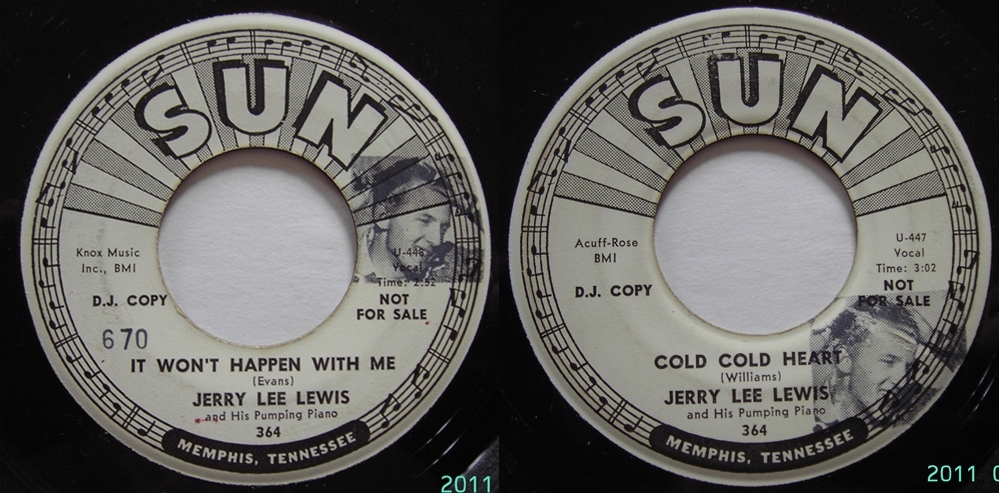 SUN
Knox Music
Inc., BMI
U-446
Vocal
Time: 2:52
D.J. COPY
NOT
FOR SALE
670
IT WON'T HAPPEN WITH ME
(Evans)
JERRY LEE LEWIS
and His Pumping Piano
364
MEMPHIS, TENNESSEE
2011
SUN
Acuff-Rose
BMI
U-447
Vocal
Time: 3:02
D.J. COPY
NOT
FOR SALE
COLD COLD HEART
(Williams)
JERRY LEE LEWIS
and His Pumping Piano
364
MEMPHIS, TENNESSEE
2011 0